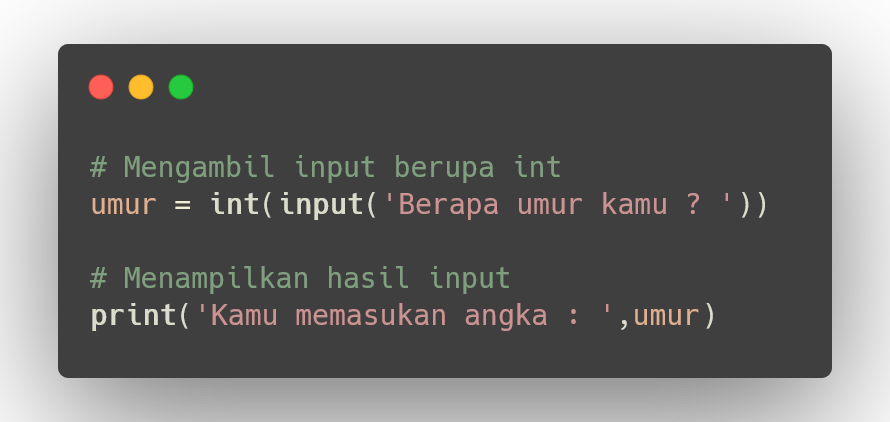 # Mengambil input berupa int
umur = int(input('Berapa umur kamu ? '))
# Menampilkan hasil input
print('Kamu memasukan angka : ',umur)